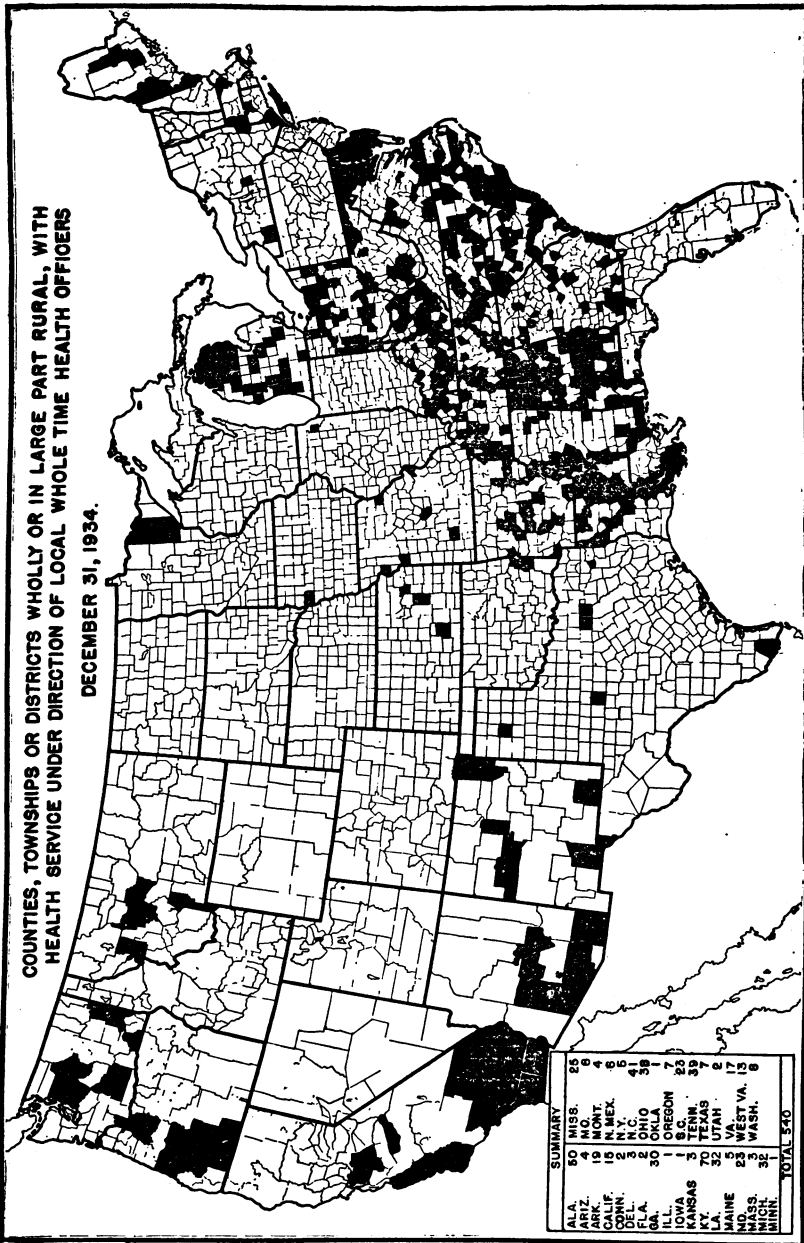 COUNTIES, TOWNSHIPS OR DISTRICTS WHOLLY OR IN LARGE PART RURAL, WITH
HEALTH SERVICE UNDER DIRECTION OF LOCAL WHOLE TIME HEALTH OFFICERS
DECEMBER 31, 1934.
SUMMARY
ALA. 50 MISS. 25
ARIZ. 4 MO. 6
ARK. 19 MONT. 4
CALIF. 15 N. MEX. 6
CONN. 2 N.Y. 5
DEL. 3 N.C. 41
FLA. 2 OHIO 38
GA. 30 OKLA 1
ILL. 1 OREGON 7
IOWA 1 S.C. 23
KANSAS 3 TENN. 39
KY. 70 TEXAS 7
LA. 32 UTAH 2
MAINE 5 VA. 17
MD. 23 WEST VA. 13
MASS. 3 WASH. 8
MICH. 32
MINN. 1
TOTAL 540